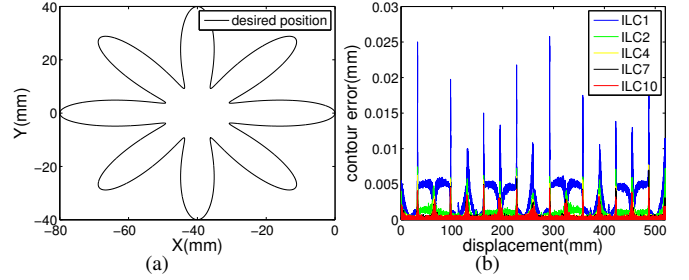 40
20
0
-20
-40
Y(mm)
desired position
-80 -60 -40 -20 0
X(mm)
(a)
0.03
0.025
0.02
0.015
0.01
0.005
0
contour error(mm)
ILC1
ILC2
ILC4
ILC7
ILC10
0 100 200 300 400 500
displacement(mm)
(b)